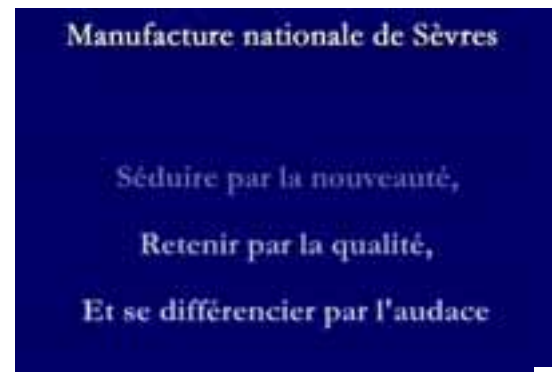 Manufacture nationale de Sèvres
Séduire par la nouveauté,
Retenir par la qualité,
Et se différencier par l'audace